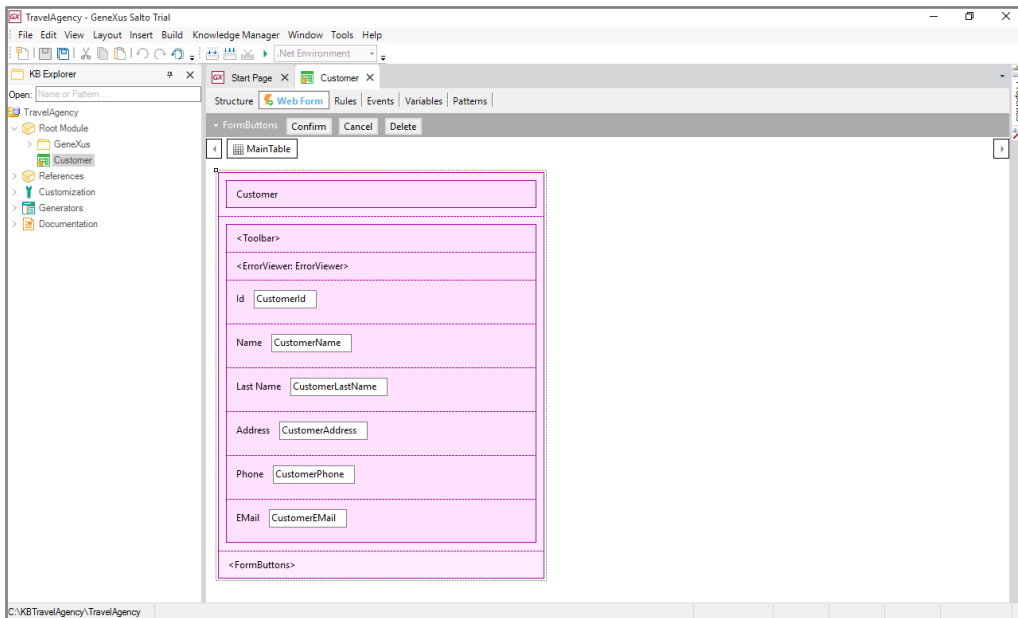 GX TravelAgency - GeneXus Salto Trial
File Edit View Layout Insert Build Knowledge Manager Window Tools Help
.Net Environment
KB Explorer
GX Start Page Customer
Open: Name or Pattern ...
Structure Web Form Rules Events Variables Patterns
TravelAgency
FormButtons Confirm Cancel Delete
Root Module
GeneXus
MainTable
Customer
References
Customization
Generators
Documentation
Customer
<Toolbar>
<ErrorViewer: ErrorViewer>
Id CustomerId
Name CustomerName
Last Name CustomerLastName
Address CustomerAddress
Phone CustomerPhone
EMail CustomerEMail
<FormButtons>
C:\KBTravelAgency\TravelAgency